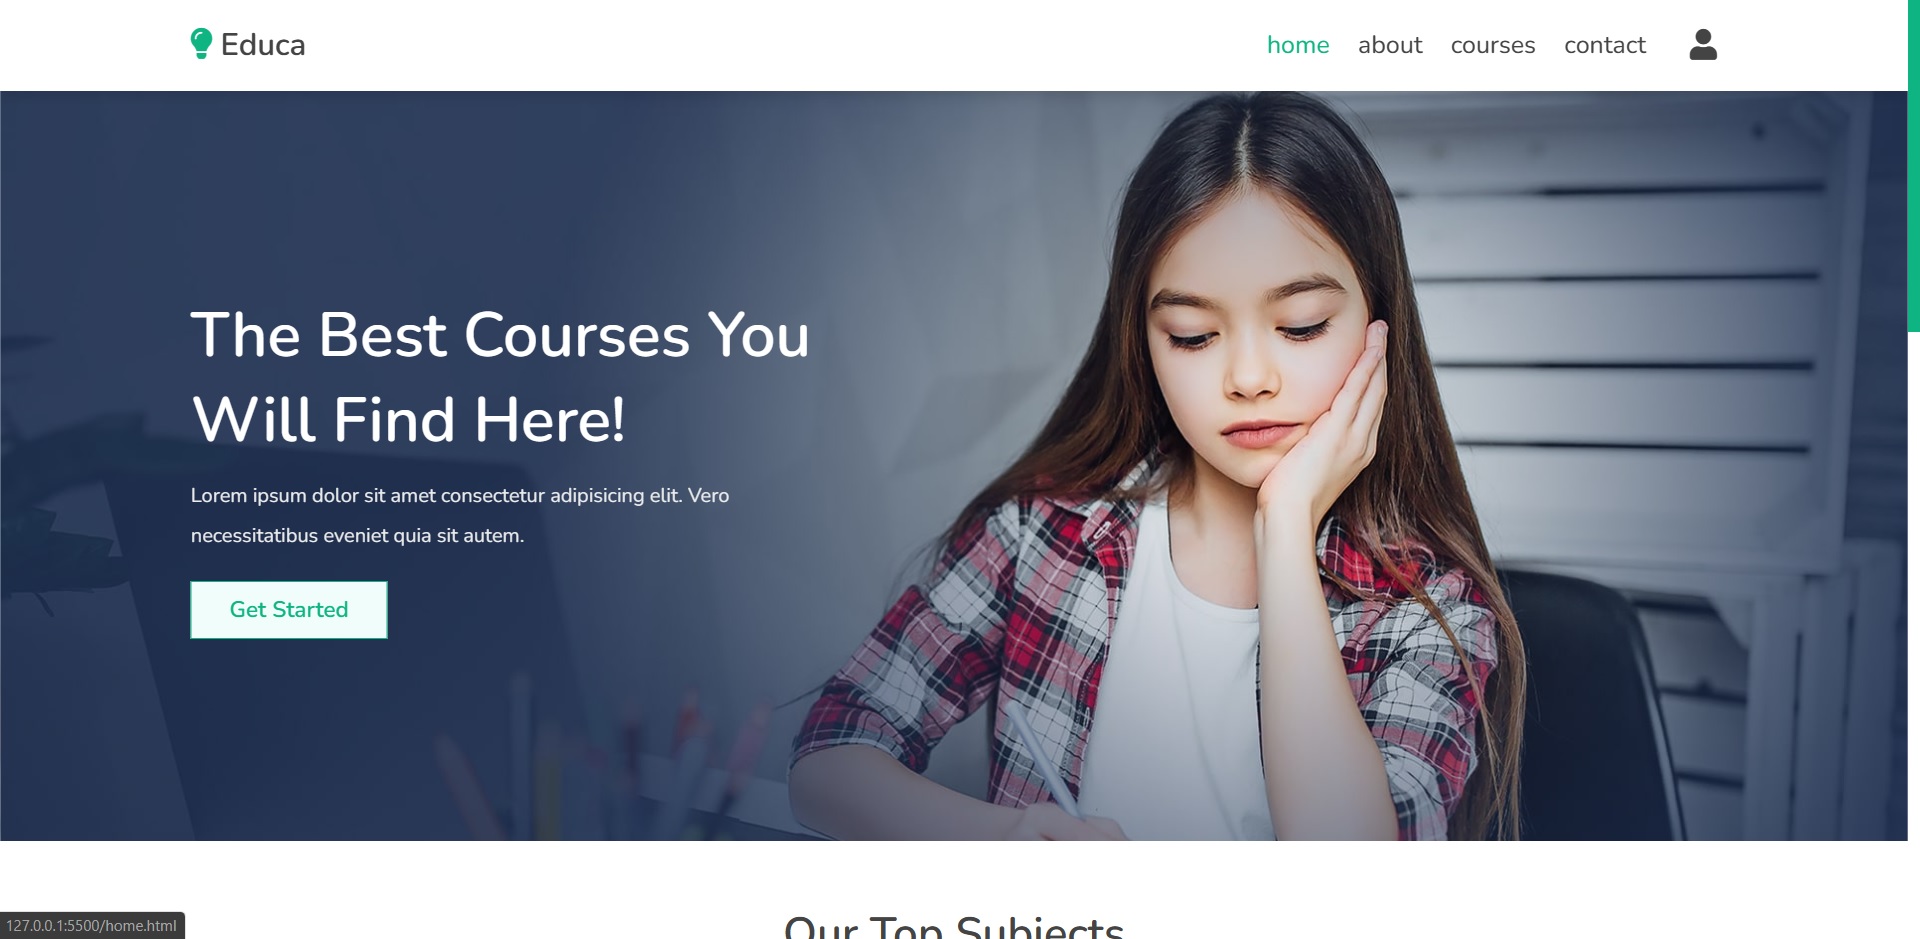 Educa
home about courses contact
The Best Courses You
Will Find Here!
Lorem ipsum dolor sit amet consectetur adipisicing elit. Vero
necessitatibus eveniet quia sit autem.
Get Started
Our Top Subjects
127.0.0.1:5500/home.html